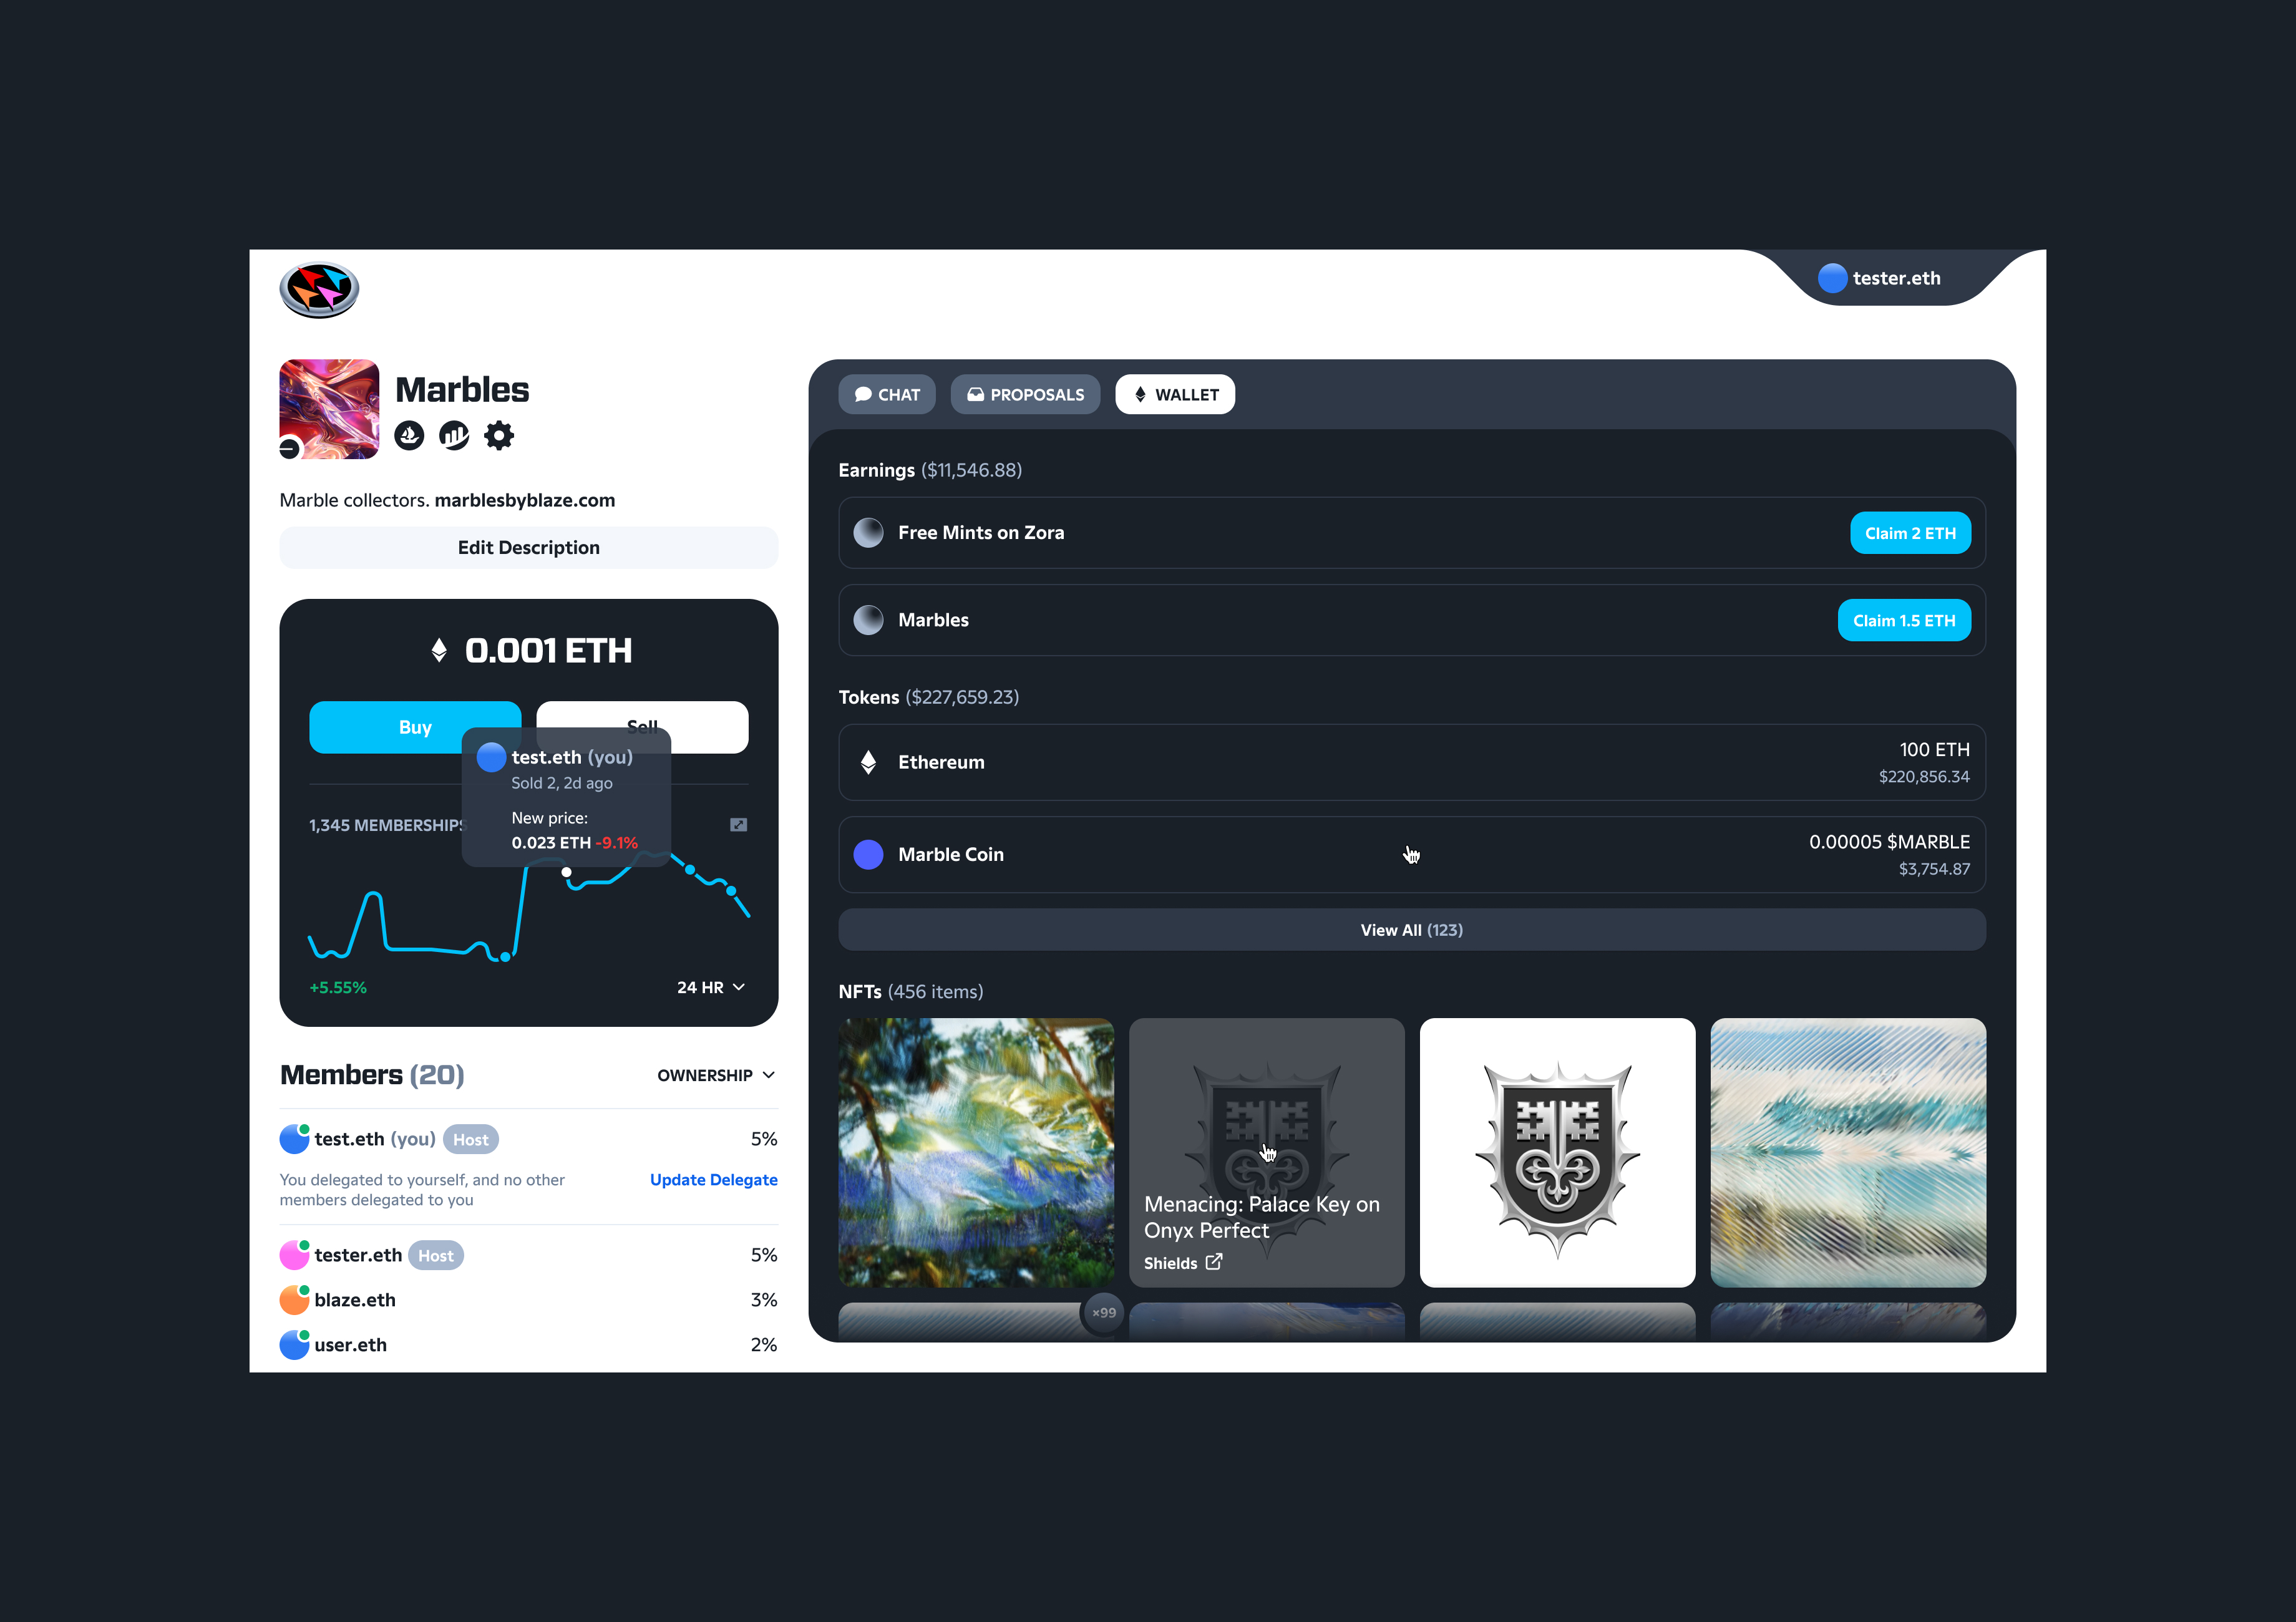 tester.eth
Marbles
Marble collectors. marblesbyblaze.com
Edit Description
0.001 ETH
Buy
Sell
test.eth (you)
Sold 2, 2d ago
New price:
0.023 ETH -9.1%
1,345 MEMBERSHIPS
+5.55%
24 HR
Members (20)
OWNERSHIP
test.eth (you) Host 5%
You delegated to yourself, and no other
members delegated to you
Update Delegate
tester.eth Host 5%
blaze.eth 3%
user.eth 2%
CHAT
PROPOSALS
WALLET
Earnings ($11,546.88)
Free Mints on Zora
Claim 2 ETH
Marbles
Claim 1.5 ETH
Tokens ($227,659.23)
Ethereum
100 ETH
$220,856.34
Marble Coin
0.00005 $MARBLE
$3,754.87
View All (123)
NFTs (456 items)
Menacing: Palace Key on
Onyx Perfect
Shields
×99